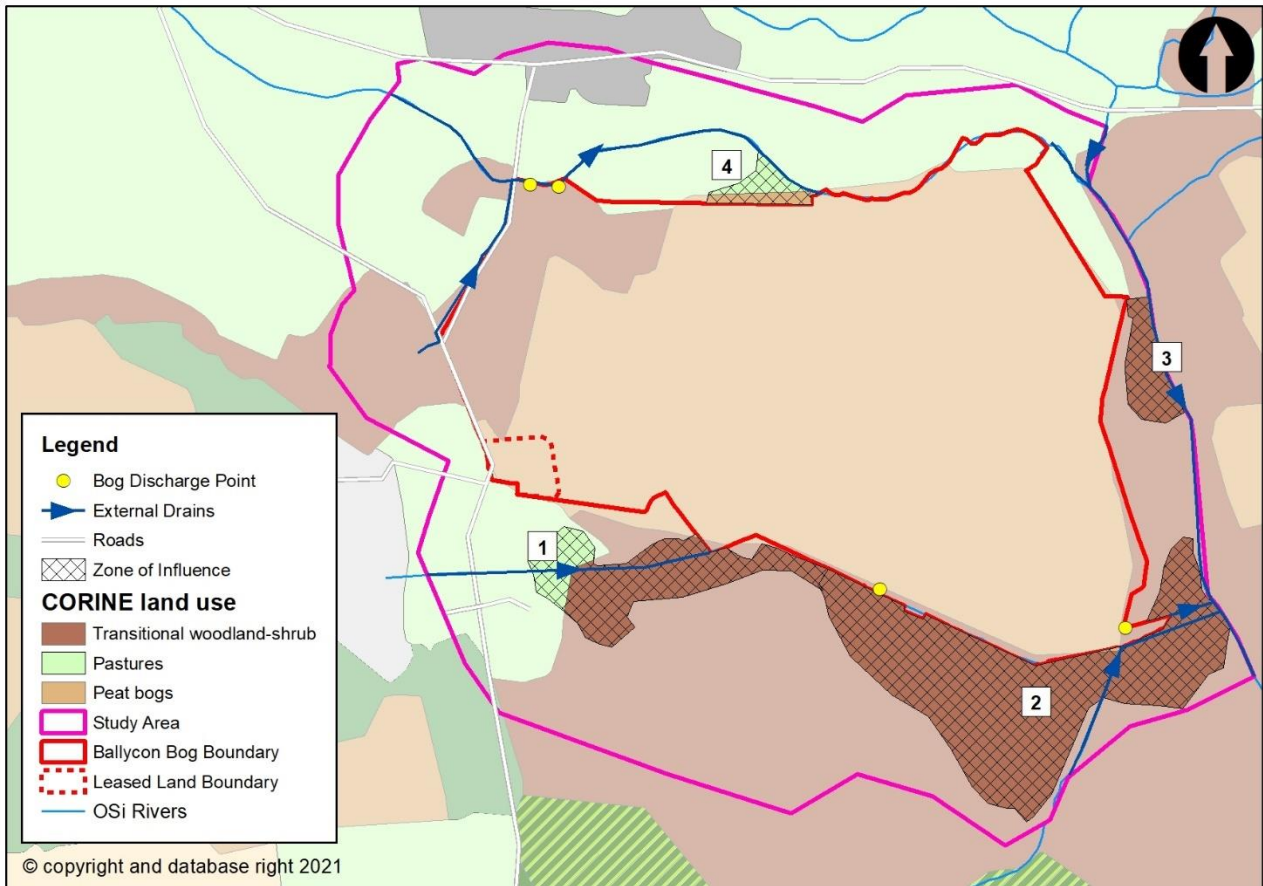 4
3
1
2
Legend
Bog Discharge Point
External Drains
Roads
Zone of Influence
CORINE land use
Transitional woodland-shrub
Pastures
Peat bogs
Study Area
Ballycon Bog Boundary
Leased Land Boundary
OSi Rivers
© copyright and database right 2021